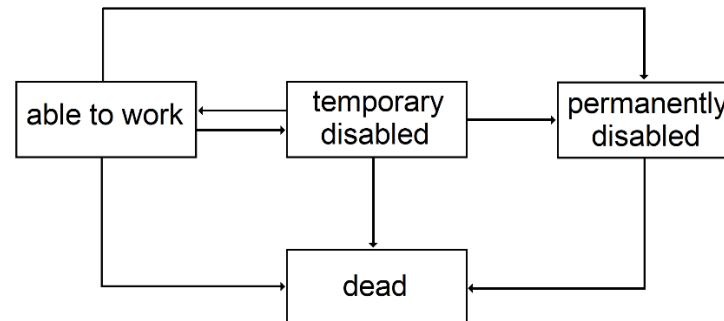 able to work
temporary
disabled
permanently
disabled
dead